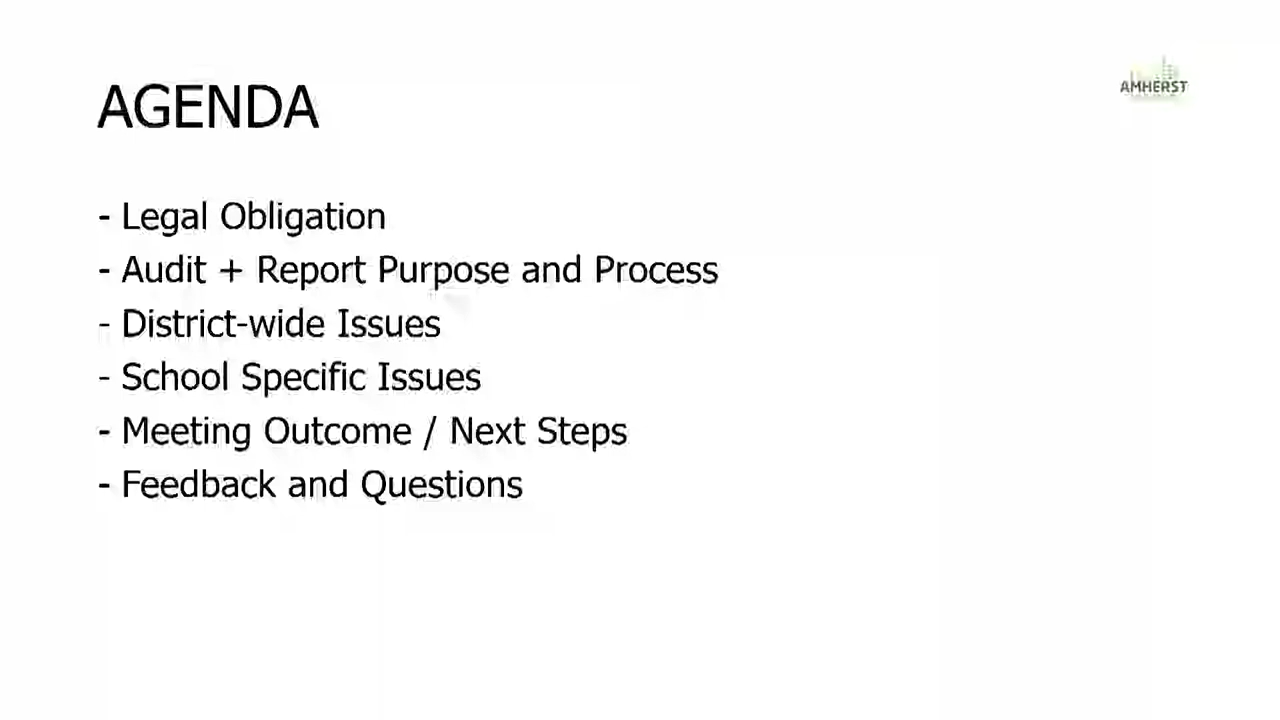 AGENDA
AMHERST
- Legal Obligation
- Audit + Report Purpose and Process
- District-wide Issues
- School Specific Issues
- Meeting Outcome / Next Steps
- Feedback and Questions